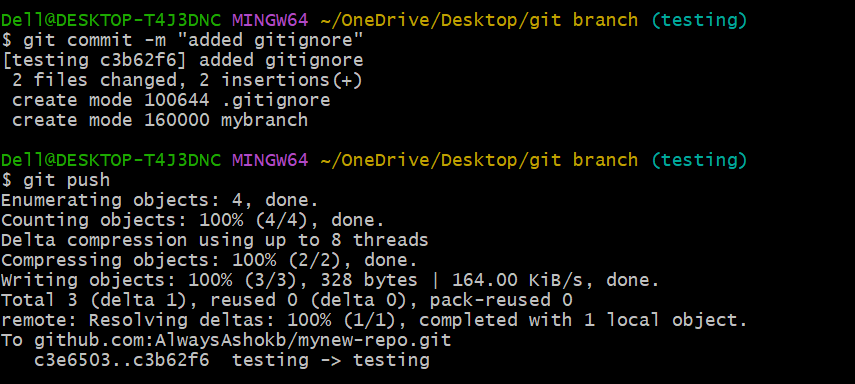 Dell@DESKTOP-T4J3DNC MINGW64 ~/OneDrive/Desktop/git branch (testing)
$ git commit -m "added gitignore"
[testing c3b62f6] added gitignore
 2 files changed, 2 insertions(+)
 create mode 100644 .gitignore
 create mode 160000 mybranch

Dell@DESKTOP-T4J3DNC MINGW64 ~/OneDrive/Desktop/git branch (testing)
$ git push
Enumerating objects: 4, done.
Counting objects: 100% (4/4), done.
Delta compression using up to 8 threads
Compressing objects: 100% (2/2), done.
Writing objects: 100% (3/3), 328 bytes | 164.00 KiB/s, done.
Total 3 (delta 1), reused 0 (delta 0), pack-reused 0
remote: Resolving deltas: 100% (1/1), completed with 1 local object.
To github.com:AlwaysAshokb/mynew-repo.git
   c3e6503..c3b62f6  testing -> testing